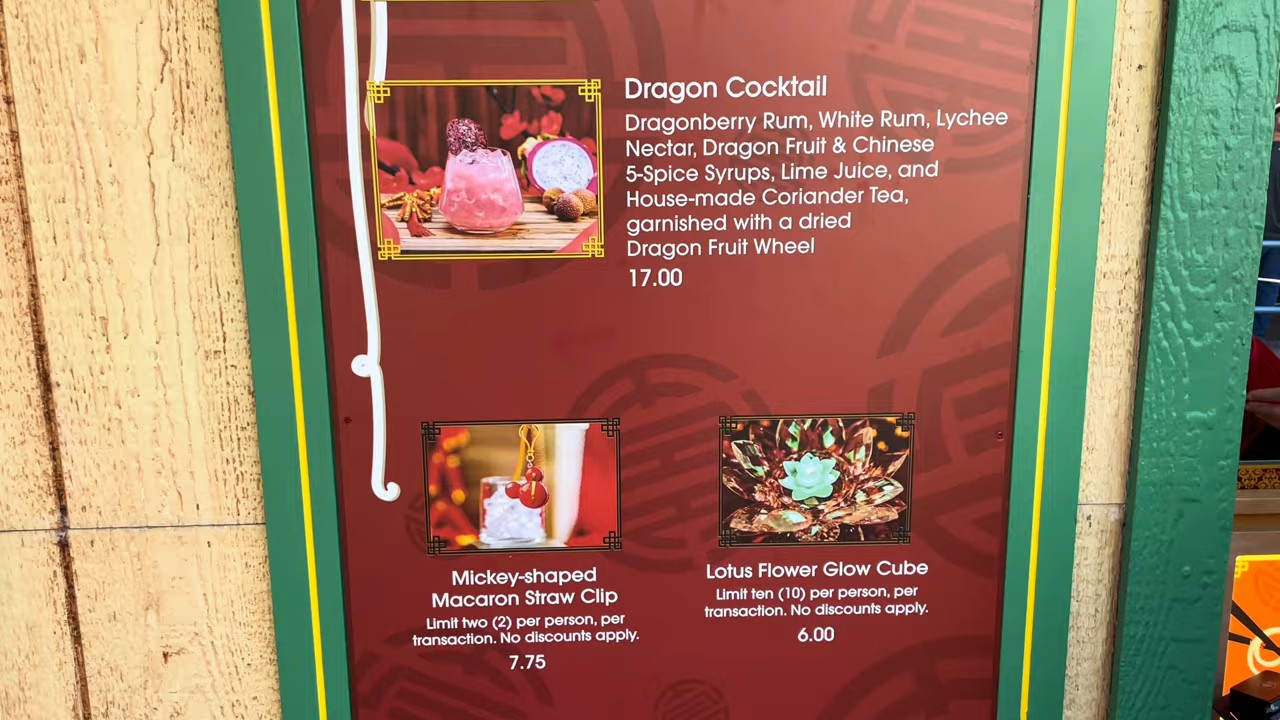 Dragon Cocktail
Dragonberry Rum, White Rum, Lychee
Nectar, Dragon Fruit & Chinese
5-Spice Syrups, Lime Juice, and
House-made Coriander Tea,
garnished with a dried
Dragon Fruit Wheel
17.00
Mickey-shaped
Macaron Straw Clip
Limit two (2) per person, per
transaction. No discounts apply.
7.75
Lotus Flower Glow Cube
Limit ten (10) per person, per
transaction. No discounts apply.
6.00